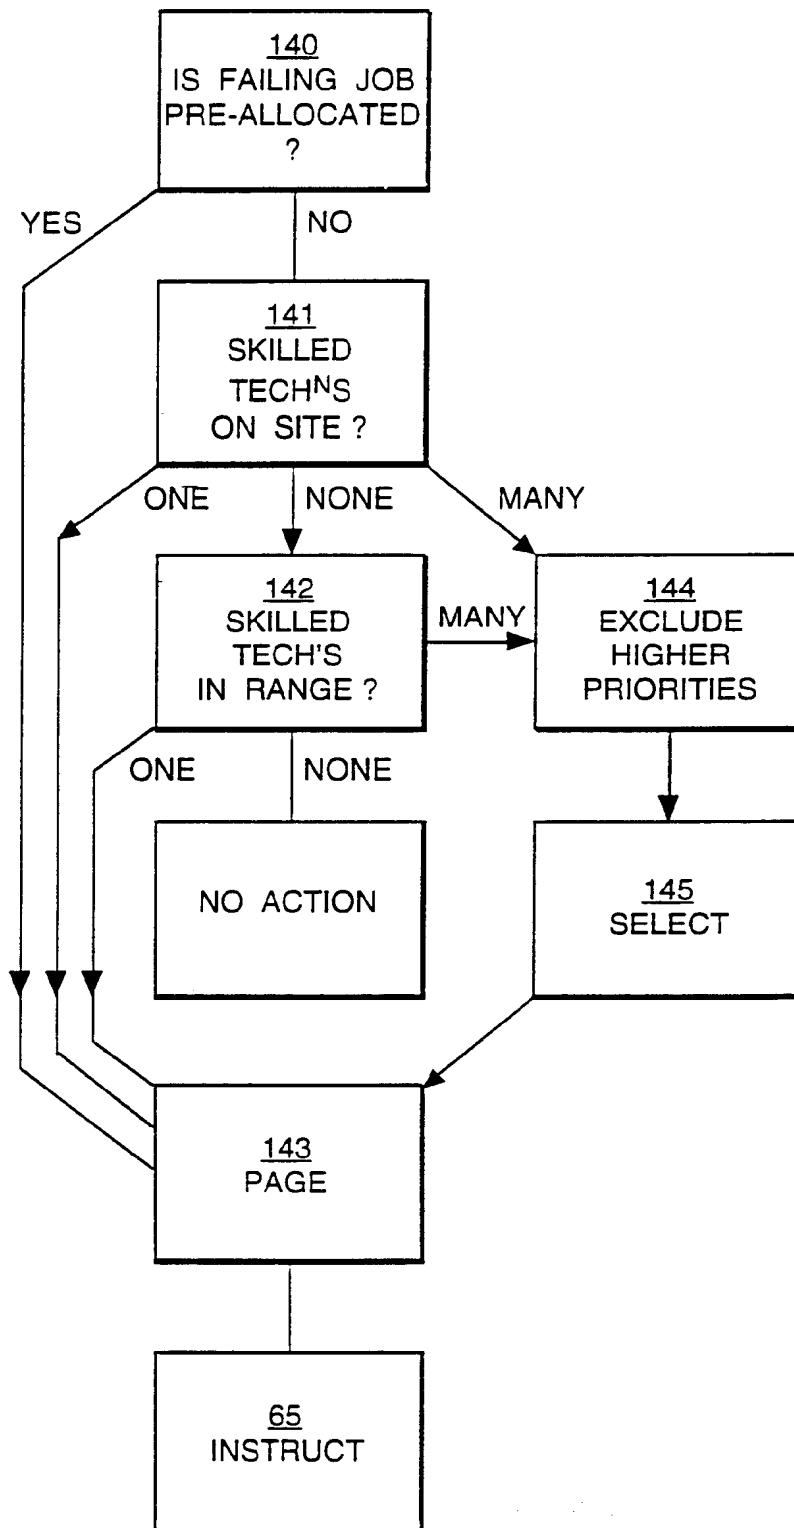 140
IS FAILING JOB
PRE-ALLOCATED
?
YES
NO
141
SKILLED
TECHᴺS
ON SITE ?
ONE
NONE
MANY
142
SKILLED
TECH'S
IN RANGE ?
MANY
144
EXCLUDE
HIGHER
PRIORITIES
ONE
NONE
NO ACTION
145
SELECT
143
PAGE
65
INSTRUCT